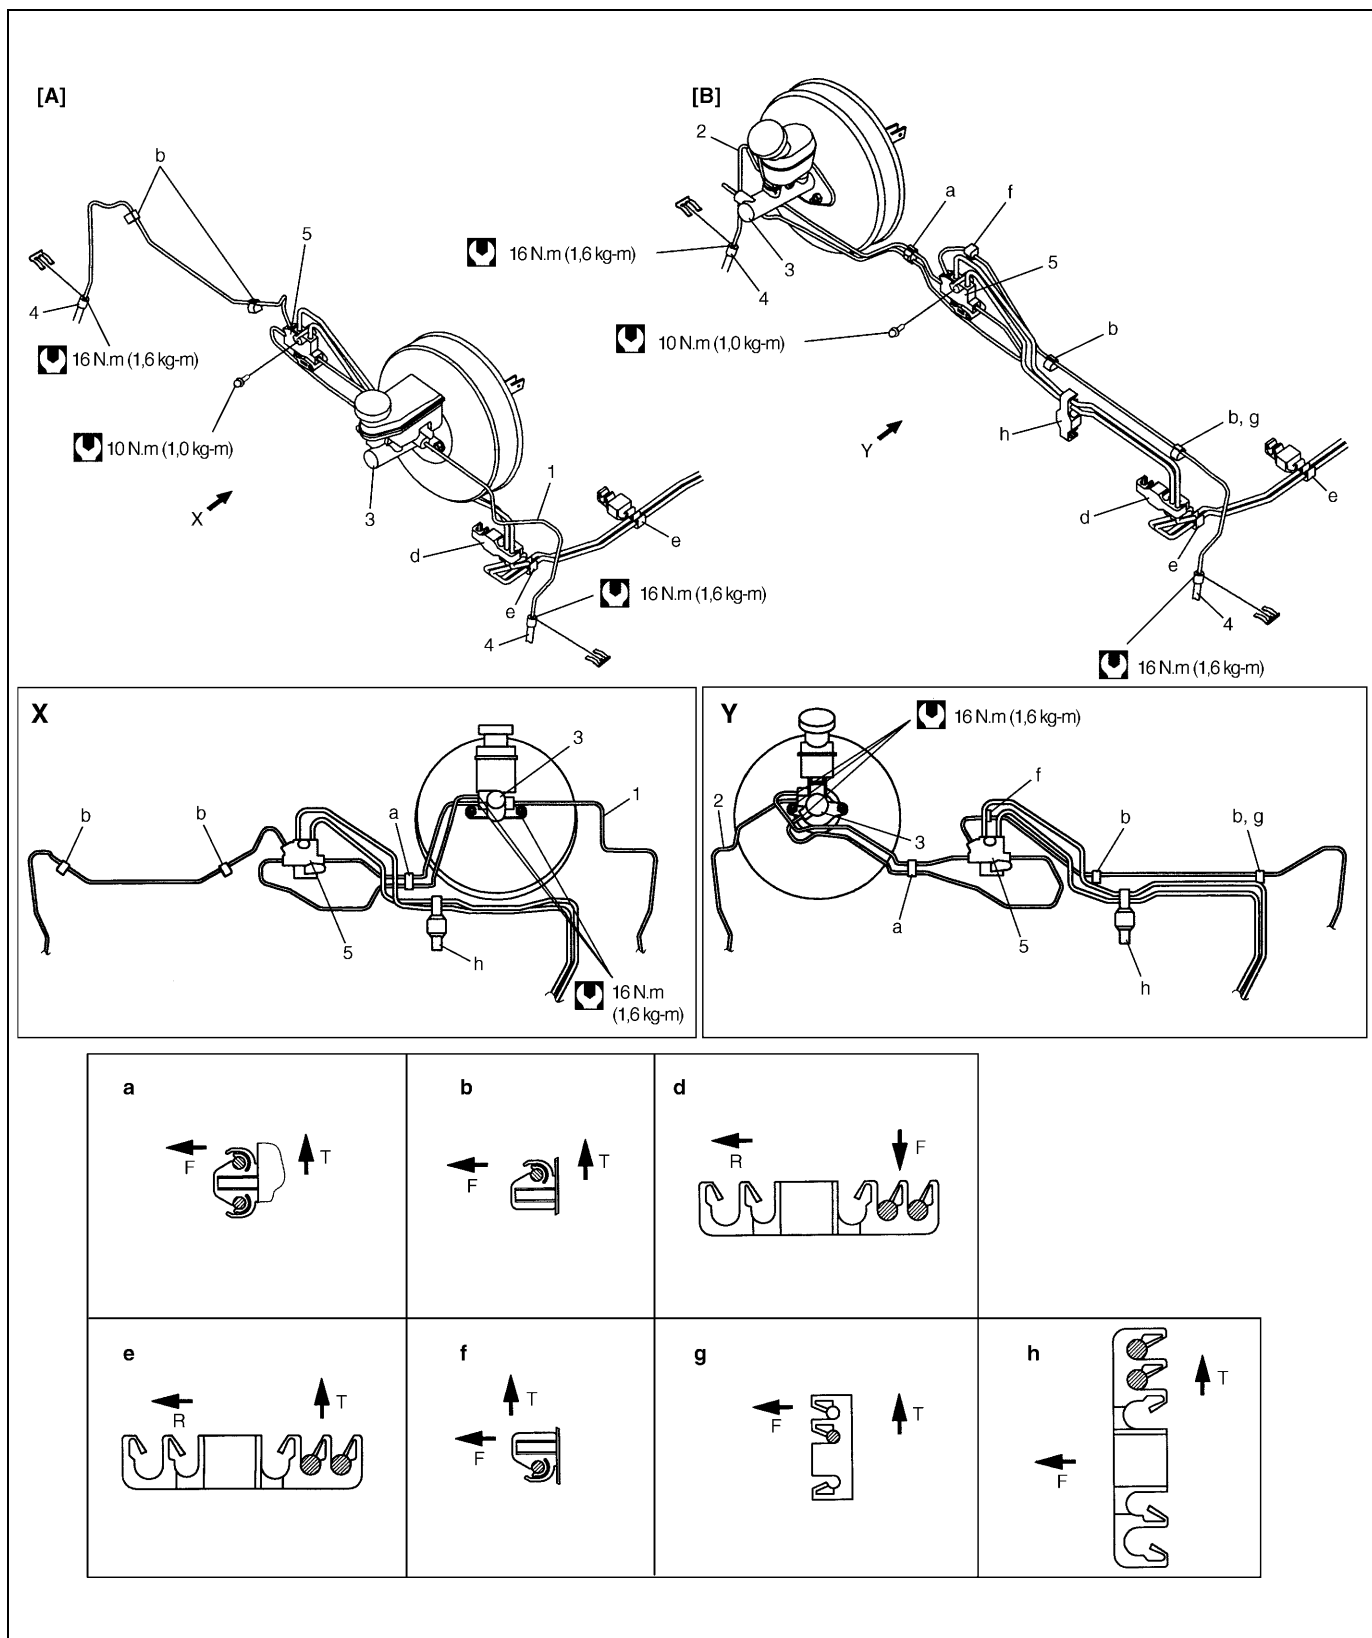 [A]
b
5
4
16 N.m (1,6 kg-m)
10 N.m (1,0 kg-m)
X
3
1
d
e
e
16 N.m (1,6 kg-m)
4
[B]
2
a
f
16 N.m (1,6 kg-m)
3
5
4
10 N.m (1,0 kg-m)
b
h
b, g
Y
d
e
e
4
16 N.m (1,6 kg-m)
X
3
1
b
b
a
5
h
16 N.m
(1,6 kg-m)
Y
16 N.m (1,6 kg-m)
f
2
3
b
b, g
a
5
h
a
F
T
b
F
T
d
R
F
e
R
T
f
T
F
g
F
T
h
T
F